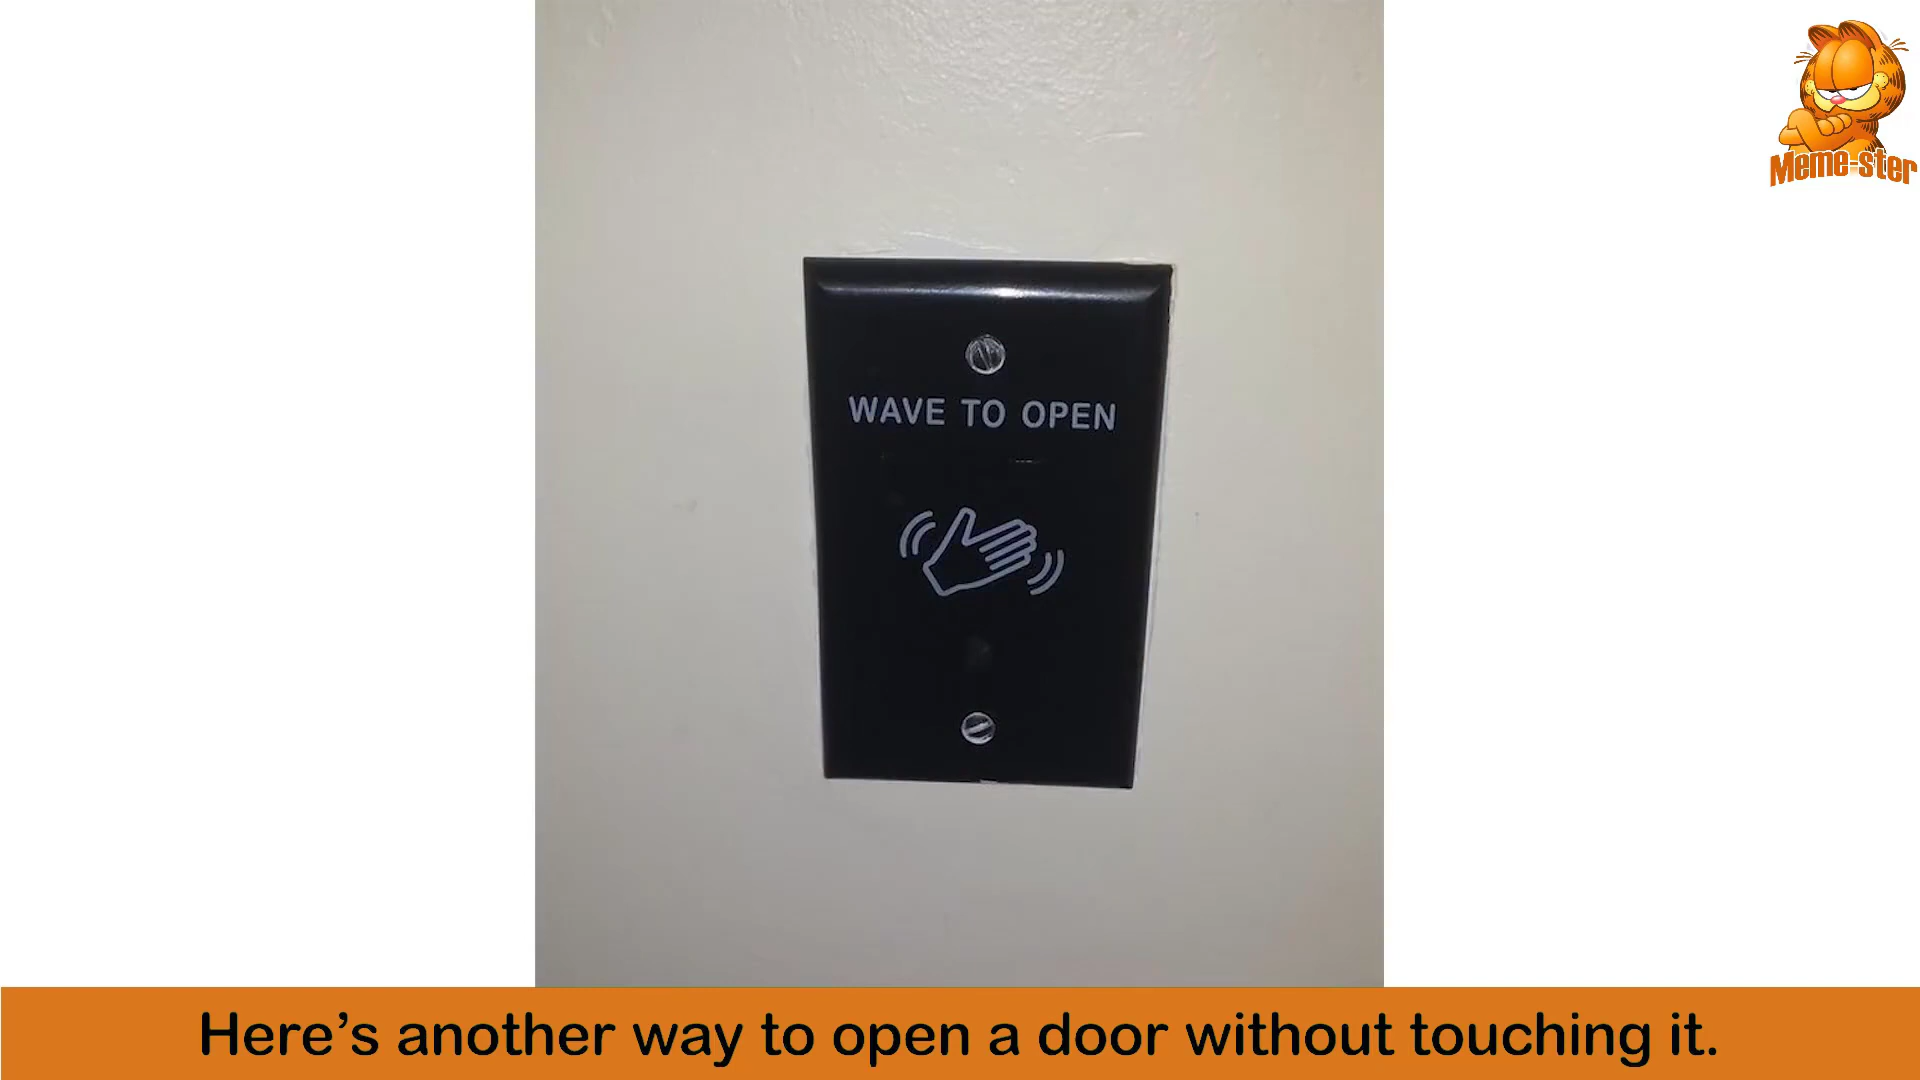 Meme-ster
WAVE TO OPEN
Here's another way to open a door without touching it.